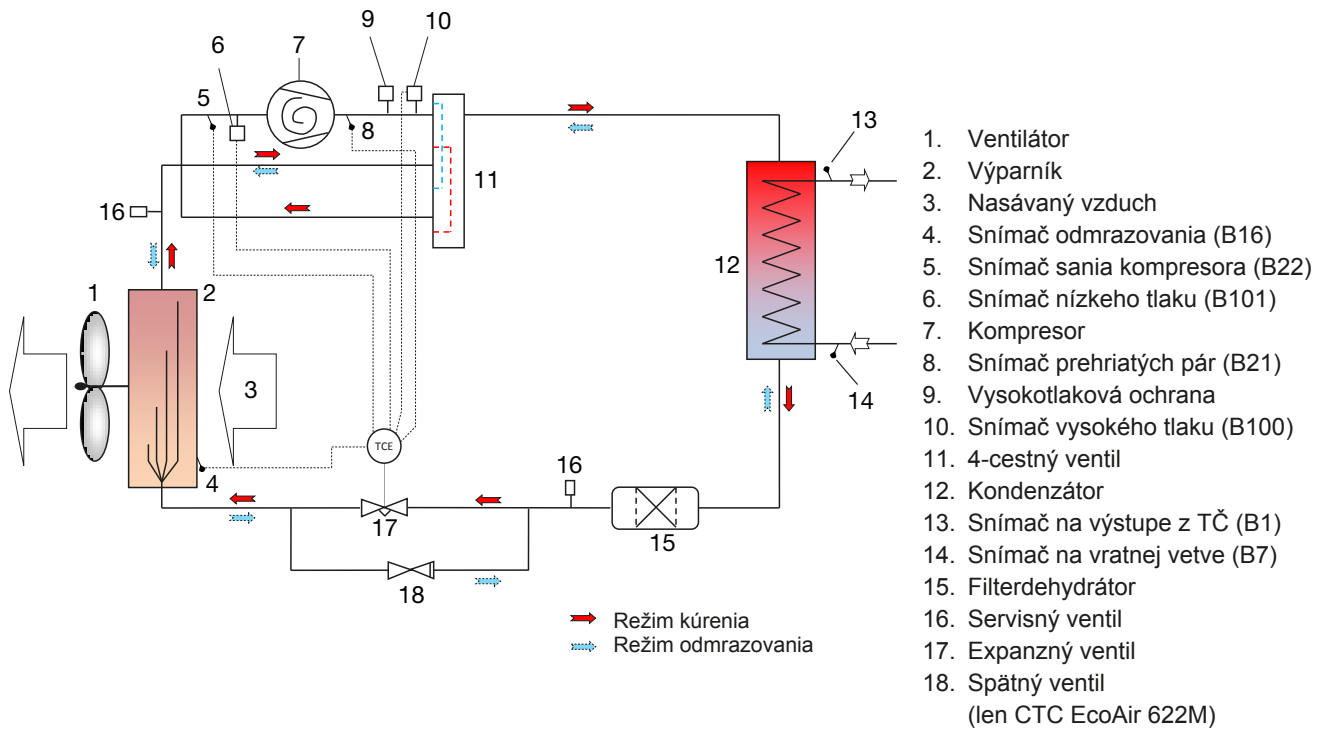 9
10
6
7
5
8
11
16
1
2
3
4
TCE
17
18
16
15
12
13
14
Režim kúrenia
Režim odmrazovania
1. Ventilátor
2. Výparník
3. Nasávaný vzduch
4. Snímač odmrazovania (B16)
5. Snímač sania kompresora (B22)
6. Snímač nízkeho tlaku (B101)
7. Kompresor
8. Snímač prehriatých pár (B21)
9. Vysokotlaková ochrana
10. Snímač vysokého tlaku (B100)
11. 4-cestný ventil
12. Kondenzátor
13. Snímač na výstupe z TČ (B1)
14. Snímač na vratnej vetve (B7)
15. Filterdehydrátor
16. Servisný ventil
17. Expanzný ventil
18. Spätný ventil
(len CTC EcoAir 622M)